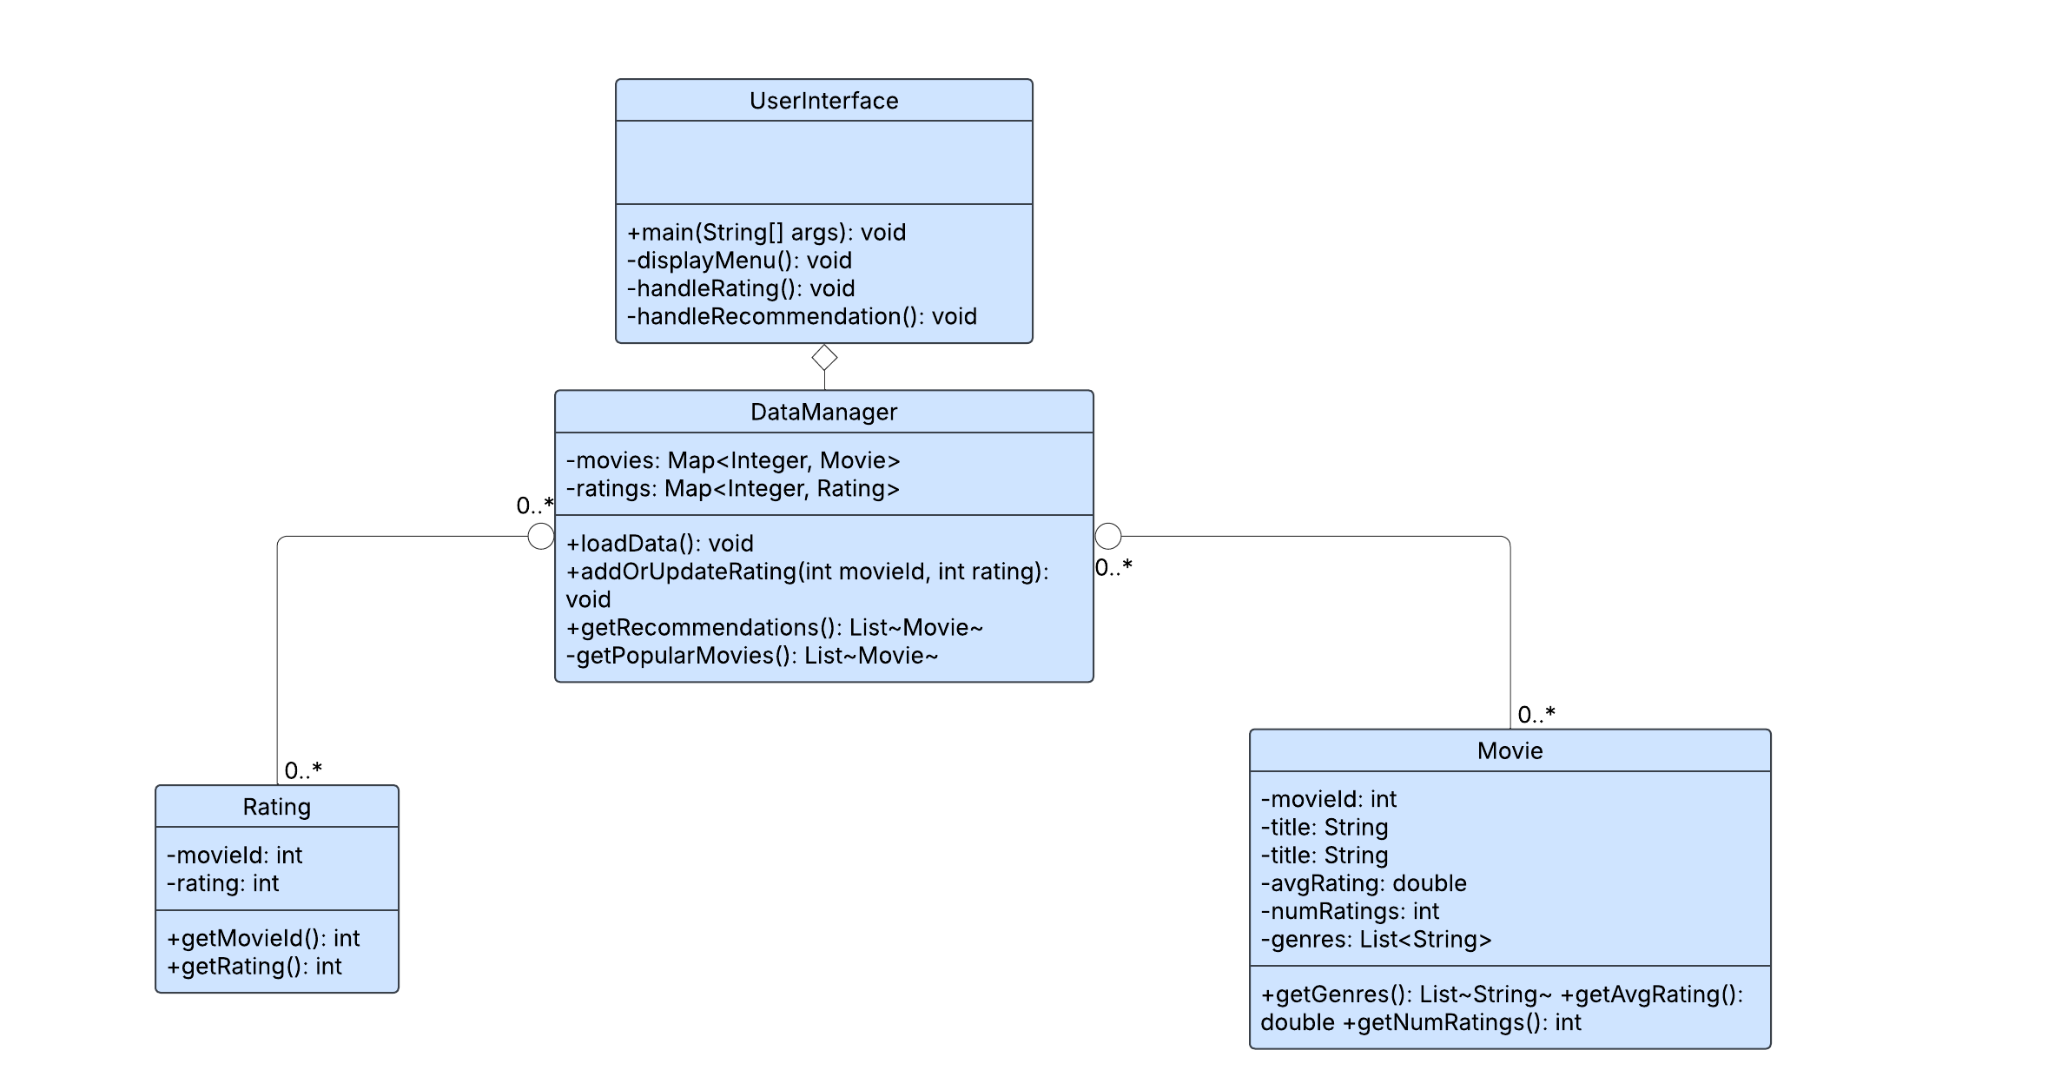 UserInterface
+main(String[] args): void
-displayMenu(): void
-handleRating(): void
-handleRecommendation(): void
DataManager
-movies: Map<Integer, Movie>
-ratings: Map<Integer, Rating>
0..*
+loadData(): void
+addOrUpdateRating(int movieId, int rating):
void
+getRecommendations(): List~Movie~
-getPopularMovies(): List~Movie~
0..*
0..*
Rating
-movieId: int
-rating: int
+getMovieId(): int
+getRating(): int
0..*
Movie
-movieId: int
-title: String
-title: String
-avgRating: double
-numRatings: int
-genres: List<String>
+getGenres(): List~String~ +getAvgRating():
double +getNumRatings(): int